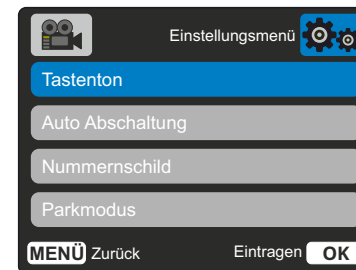 Einstellungsmenü
Tastenton
Auto Abschaltung
Nummernschild
Parkmodus
MENÜ Zurück Eintragen OK